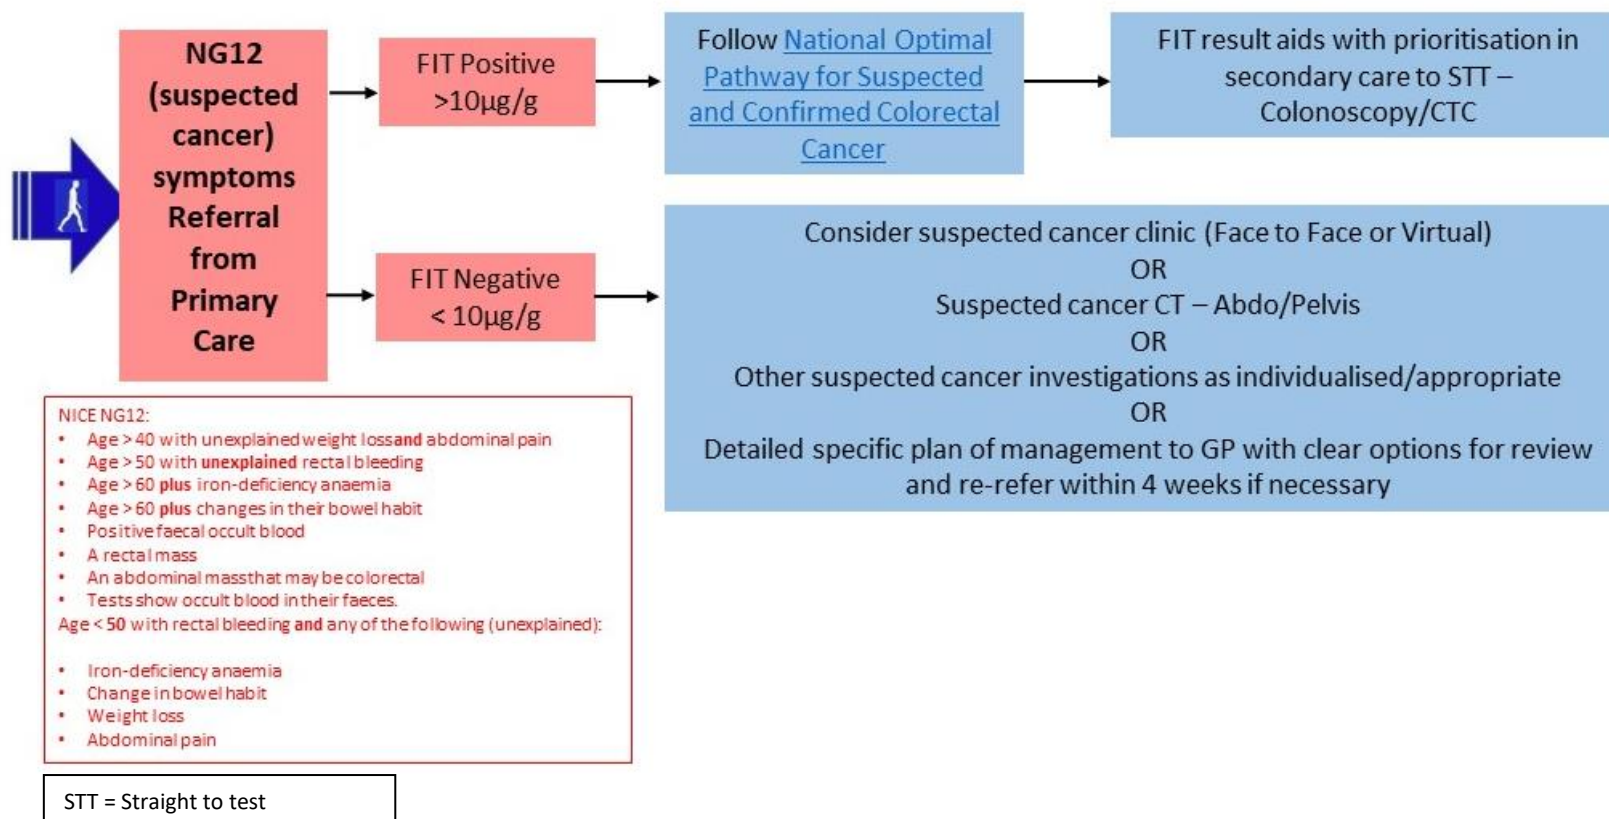 NG12
(suspected
cancer)
symptoms
Referral
from
Primary
Care
FIT Positive
>10µg/g
Follow National Optimal
Pathway for Suspected
and Confirmed Colorectal
Cancer
FIT result aids with prioritisation in
secondary care to STT –
Colonoscopy/CTC
FIT Negative
< 10µg/g
Consider suspected cancer clinic (Face to Face or Virtual)
OR
Suspected cancer CT – Abdo/Pelvis
OR
Other suspected cancer investigations as individualised/appropriate
OR
Detailed specific plan of management to GP with clear options for review
and re-refer within 4 weeks if necessary
NICE NG12:
• Age > 40 with unexplained weight lossand abdominal pain
• Age > 50 with unexplained rectal bleeding
• Age > 60 plus iron-deficiency anaemia
• Age > 60 plus changes in their bowel habit
• Positive faecal occult blood
• A rectal mass
• An abdominal massthat may be colorectal
• Tests show occult blood in their faeces.
Age < 50 with rectal bleeding and any of the following (unexplained):
• Iron-deficiency anaemia
• Change in bowel habit
• Weight loss
• Abdominal pain
STT = Straight to test